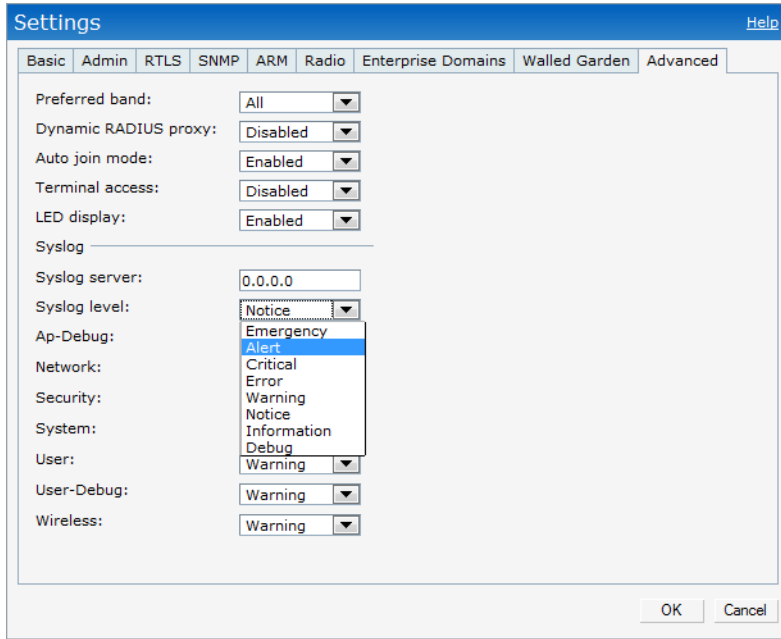 Settings
Help
Basic Admin RTLS SNMP ARM Radio Enterprise Domains Walled Garden Advanced
Preferred band: All
Dynamic RADIUS proxy: Disabled
Auto join mode: Enabled
Terminal access: Disabled
LED display: Enabled
Syslog
Syslog server: 0.0.0.0
Syslog level: Notice
Emergency
Ap-Debug:
Alert
Critical
Network:
Error
Security:
Warning
Notice
System:
Information
Debug
User: Warning
User-Debug: Warning
Wireless: Warning
OK Cancel